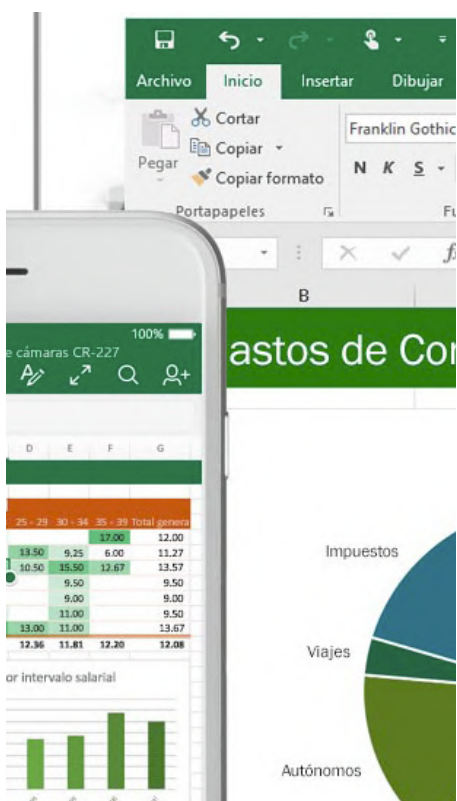 Archivo Inicio Insertar Dibujar
Cortar
Copiar
Pegar
Copiar formato
Franklin Gothic
N K S
Portapapeles
Fu
fx
B
astos de Cor
Impuestos
Viajes
Autónomos
100%
e cámaras CR-227
D E F G
25 - 29 30 - 34 35 - 39 Total genera
17.00 12.00
13.50 9.25 6.00 11.27
10.50 15.50 12.67 13.57
9.50 9.50
9.00 9.00
11.00 9.50
13.00 11.00 13.67
12.36 11.81 12.20 12.08
or intervalo salarial